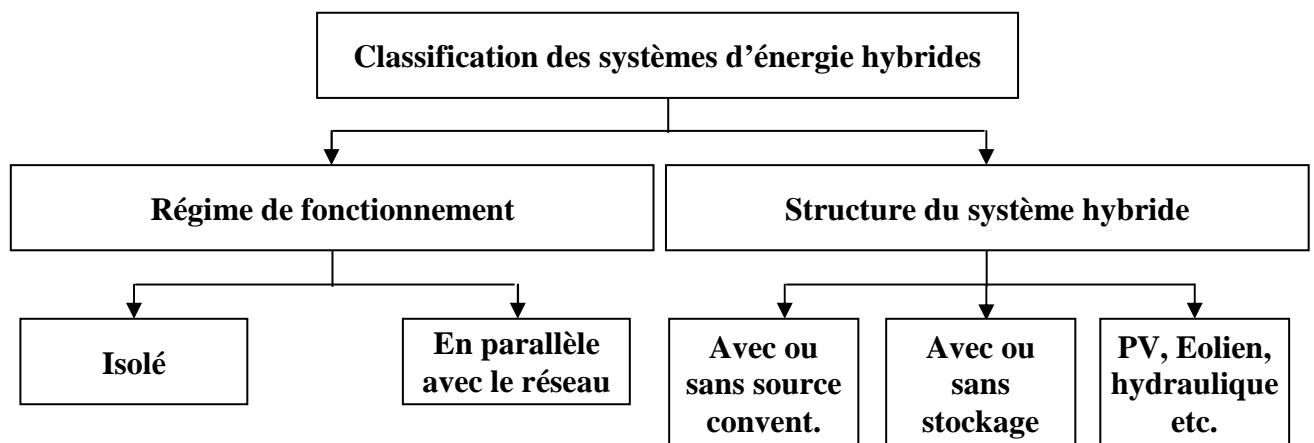 Classification des systèmes d’énergie hybrides
Régime de fonctionnement
Structure du système hybride
Isolé
En parallèle
avec le réseau
Avec ou
sans source
convent.
Avec ou
sans
stockage
PV, Eolien,
hydraulique
etc.